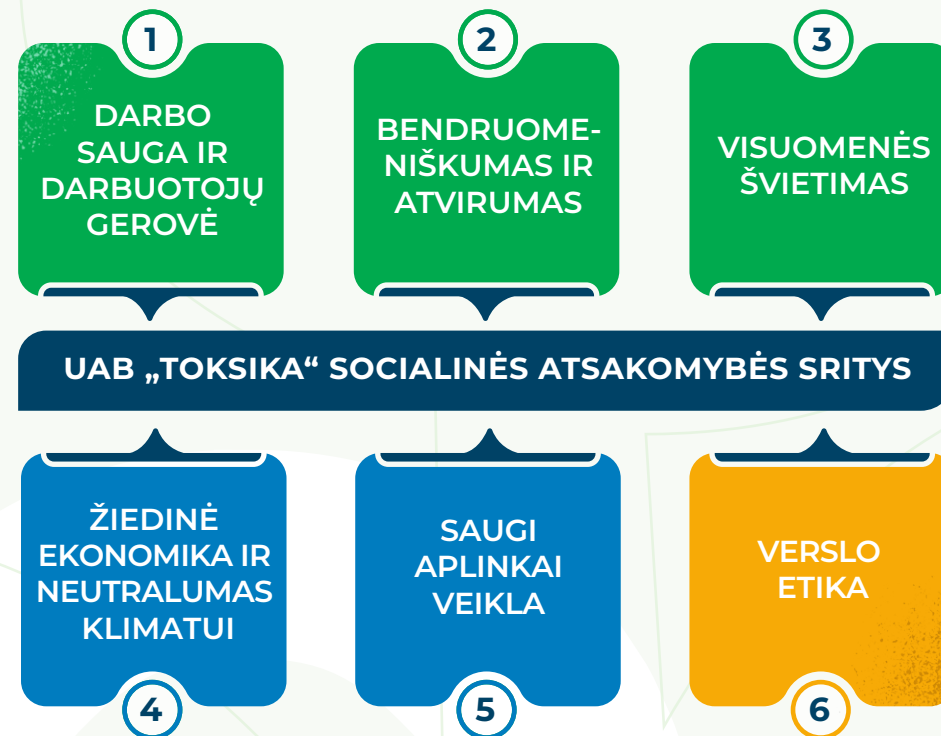 1
DARBO
SAUGA IR
DARBUOTOJŲ
GEROVĖ
2
BENDRUOME-
NIŠKUMAS IR
ATVIRUMAS
3
VISUOMENĖS
ŠVIETIMAS
UAB „TOKSIKA“ SOCIALINĖS ATSAKOMYBĖS SRITYS
ŽIEDINĖ
EKONOMIKA IR
NEUTRALUMAS
KLIMATUI
4
SAUGI
APLINKAI
VEIKLA
5
VERSLO
ETIKA
6